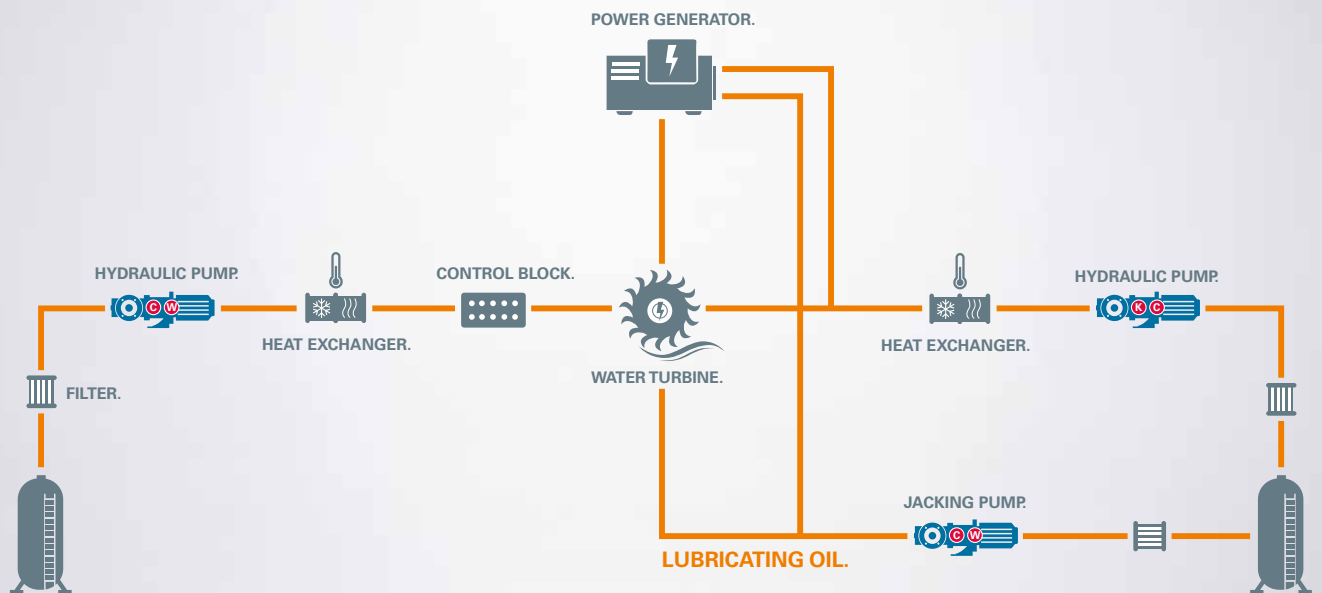 POWER GENERATOR.
HYDRAULIC PUMP.
CONTROL BLOCK.
HYDRAULIC PUMP.
C W
K C
HEAT EXCHANGER.
HEAT EXCHANGER.
WATER TURBINE.
FILTER.
JACKING PUMP.
C W
LUBRICATING OIL.